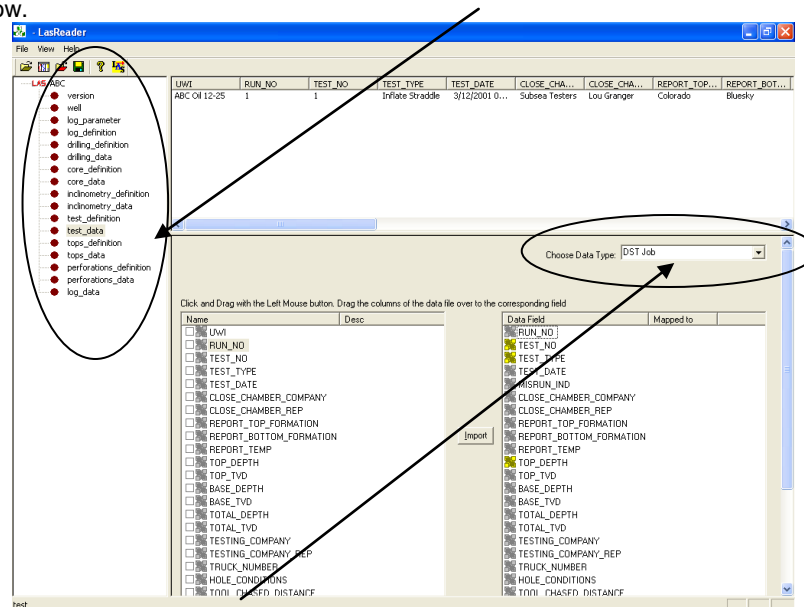 ow.
- LasReader
File View Help
LAS ABC
version
well
log_parameter
log_definition
drilling_definition
drilling_data
core_definition
core_data
inclinometry_definition
inclinometry_data
test_definition
test_data
tops_definition
tops_data
perforations_definition
perforations_data
log_data
UWI RUN_NO TEST_NO TEST_TYPE TEST_DATE CLOSE_CHA... CLOSE_CHA... REPORT_TOP... REPORT_BOT...
ABC Oil 12-25 1 1 Inflate Straddle 3/12/2001 0... Subsea Testers Lou Granger Colorado Bluesky
Choose Data Type: DST Job
Click and Drag with the Left Mouse button. Drag the columns of the data file over to the corresponding field
Name Desc
UWI
RUN_NO
TEST_NO
TEST_TYPE
TEST_DATE
CLOSE_CHAMBER_COMPANY
CLOSE_CHAMBER_REP
REPORT_TOP_FORMATION
REPORT_BOTTOM_FORMATION
REPORT_TEMP
TOP_DEPTH
TOP_TVD
BASE_DEPTH
BASE_TVD
TOTAL_DEPTH
TOTAL_TVD
TESTING_COMPANY
TESTING_COMPANY_REP
TRUCK_NUMBER
HOLE_CONDITIONS
TOOL_CHASED_DISTANCE
Import
Data Field Mapped to
RUN_NO
TEST_NO
TEST_TYPE
TEST_DATE
MISRUN_IND
CLOSE_CHAMBER_COMPANY
CLOSE_CHAMBER_REP
REPORT_TOP_FORMATION
REPORT_BOTTOM_FORMATION
REPORT_TEMP
TOP_DEPTH
TOP_TVD
BASE_DEPTH
BASE_TVD
TOTAL_DEPTH
TOTAL_TVD
TESTING_COMPANY
TESTING_COMPANY_REP
TRUCK_NUMBER
HOLE_CONDITIONS
TOOL_CHASED_DISTANCE
test